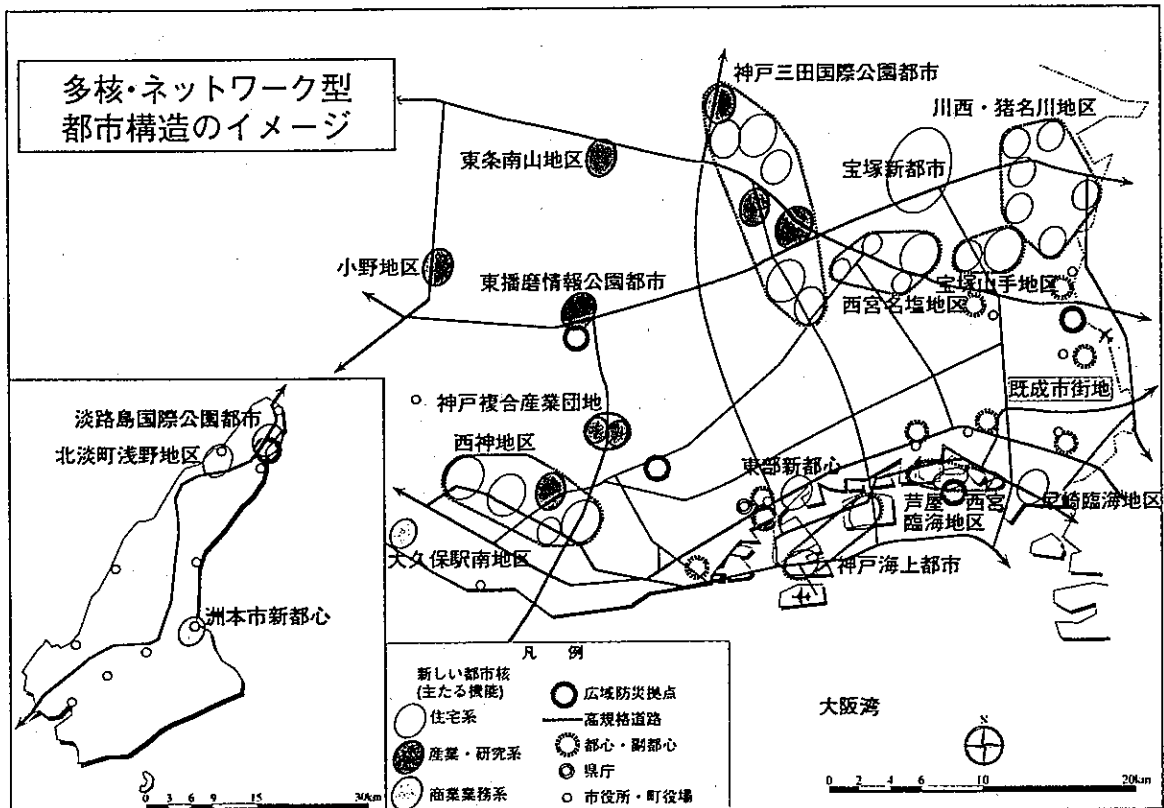 多核・ネットワーク型
都市構造のイメージ
神戸三田国際公園都市
川西・猪名川地区
東条南山地区
宝塚新都市
小野地区
東播磨情報公園都市
宝塚山手地区
西宮名塩地区
既成市街地
神戸複合産業団地
西神地区
東部新都心
芦屋・西宮
臨海地区
尼崎臨海地区
大久保駅南地区
神戸海上都市
淡路島国際公園都市
北淡町浅野地区
洲本市新都心
0 3 6 9 15 30km
凡例
新しい都市核
(主たる機能)
住宅系
産業・研究系
商業業務系
広域防災拠点
高規格道路
都心・副都心
県庁
市役所・町役場
大阪湾
N
0 2 4 6 10 20km